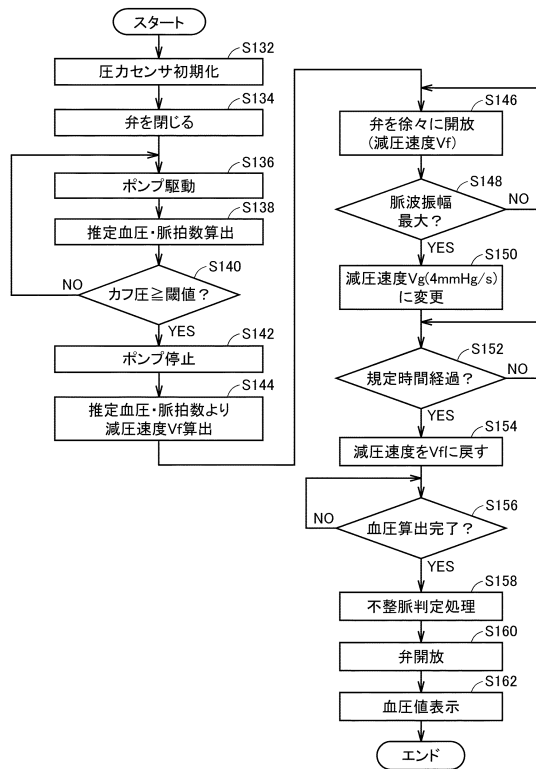 スタート
S132
圧力センサ初期化
S134
弁を閉じる
S136
ポンプ駆動
S138
推定血圧・脈拍数算出
S140
カフ圧≧閾値？
NO
YES
S142
ポンプ停止
S144
推定血圧・脈拍数より
減圧速度Vf算出
S146
弁を徐々に開放
(減圧速度Vf)
S148
脈波振幅
最大？
NO
YES
S150
減圧速度Vg(4mmHg/s)
に変更
S152
規定時間経過？
NO
YES
S154
減圧速度をVfに戻す
S156
血圧算出完了？
NO
YES
S158
不整脈判定処理
S160
弁開放
S162
血圧値表示
エンド